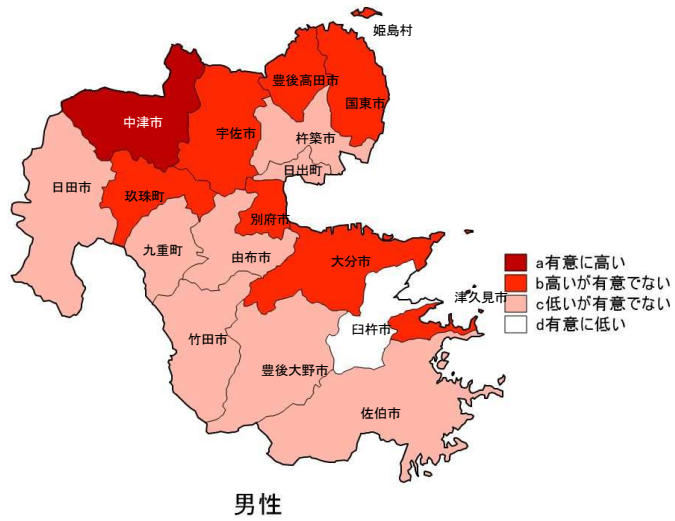 姫島村
豊後高田市
国東市
中津市
宇佐市
杵築市
日出町
日田市
玖珠町
別府市
九重町
由布市
大分市
a有意に高い
b高いが有意でない
c低いが有意でない
d有意に低い
津久見市
臼杵市
竹田市
豊後大野市
佐伯市
男性